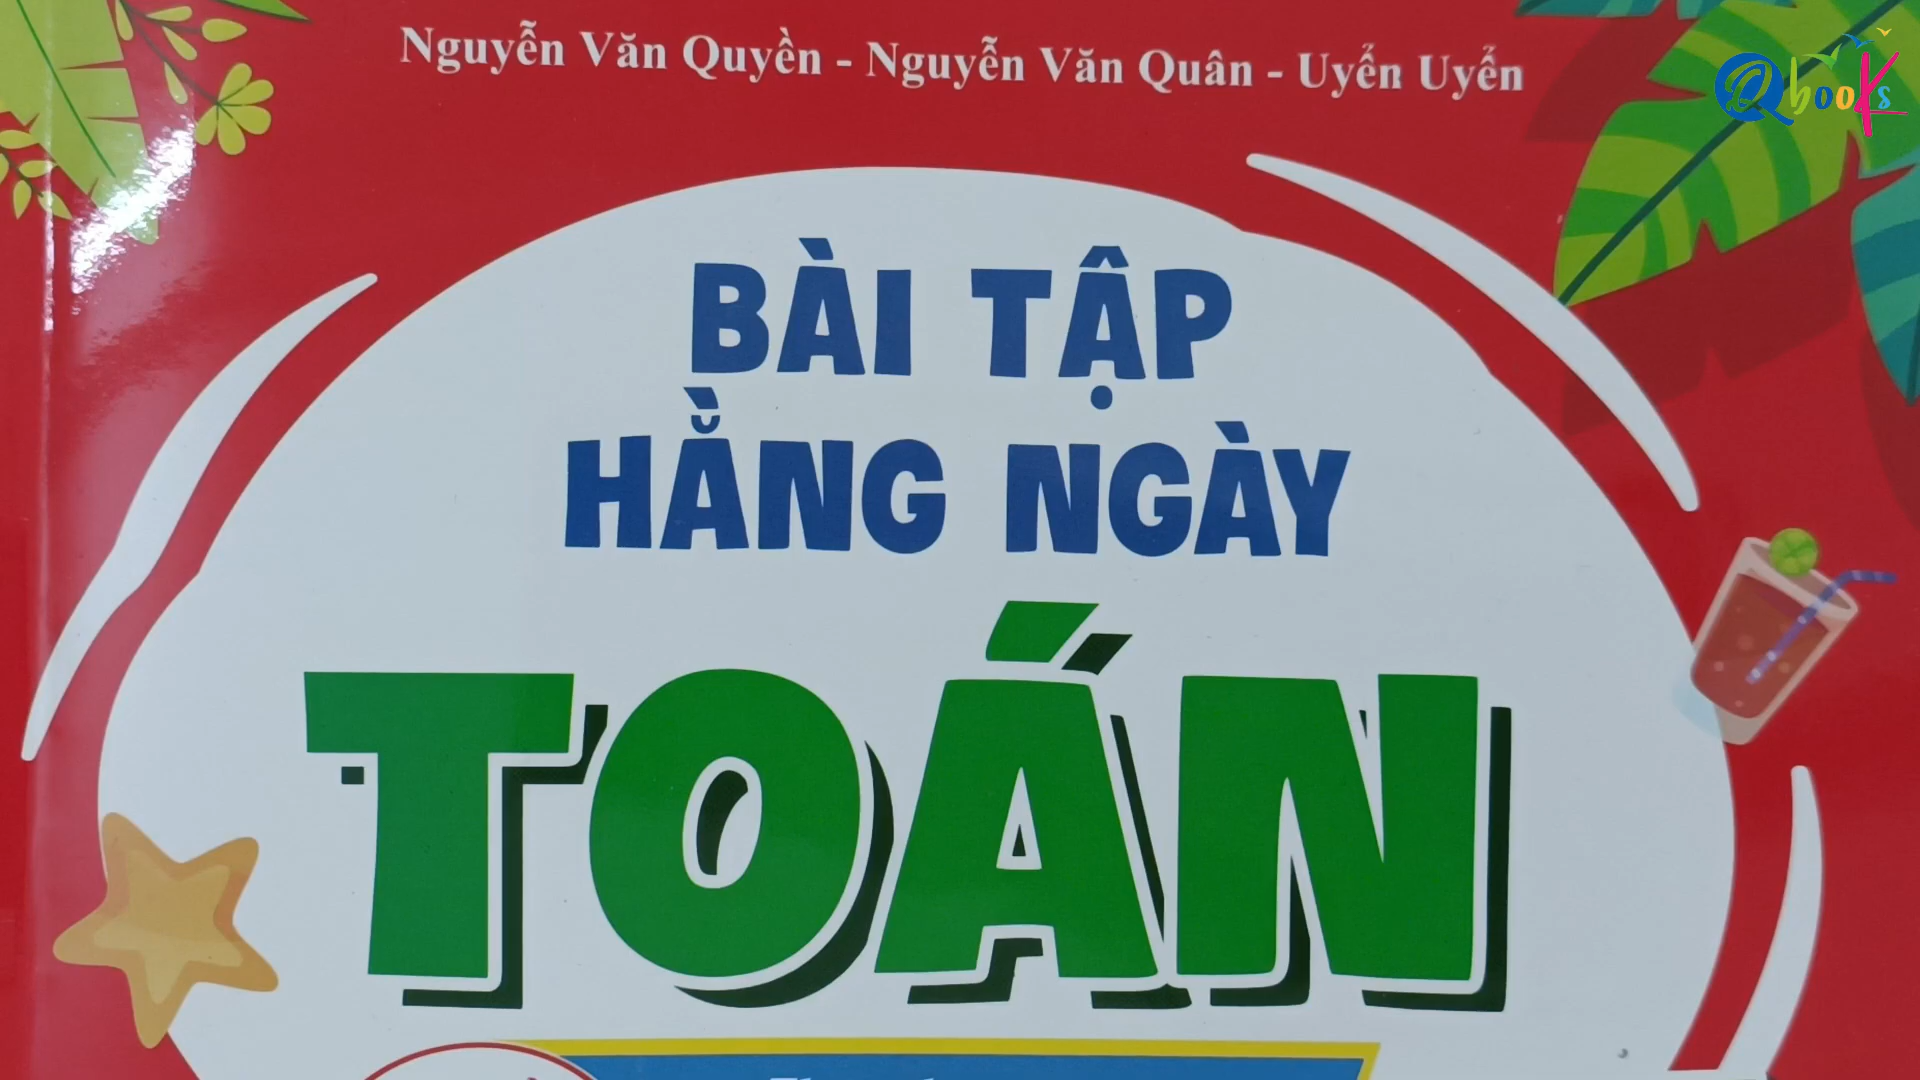 Nguyễn Văn Quyền - Nguyễn Văn Quân - Uyển Uyển
Qbooks
BÀI TẬP
HẰNG NGÀY
TOÁN